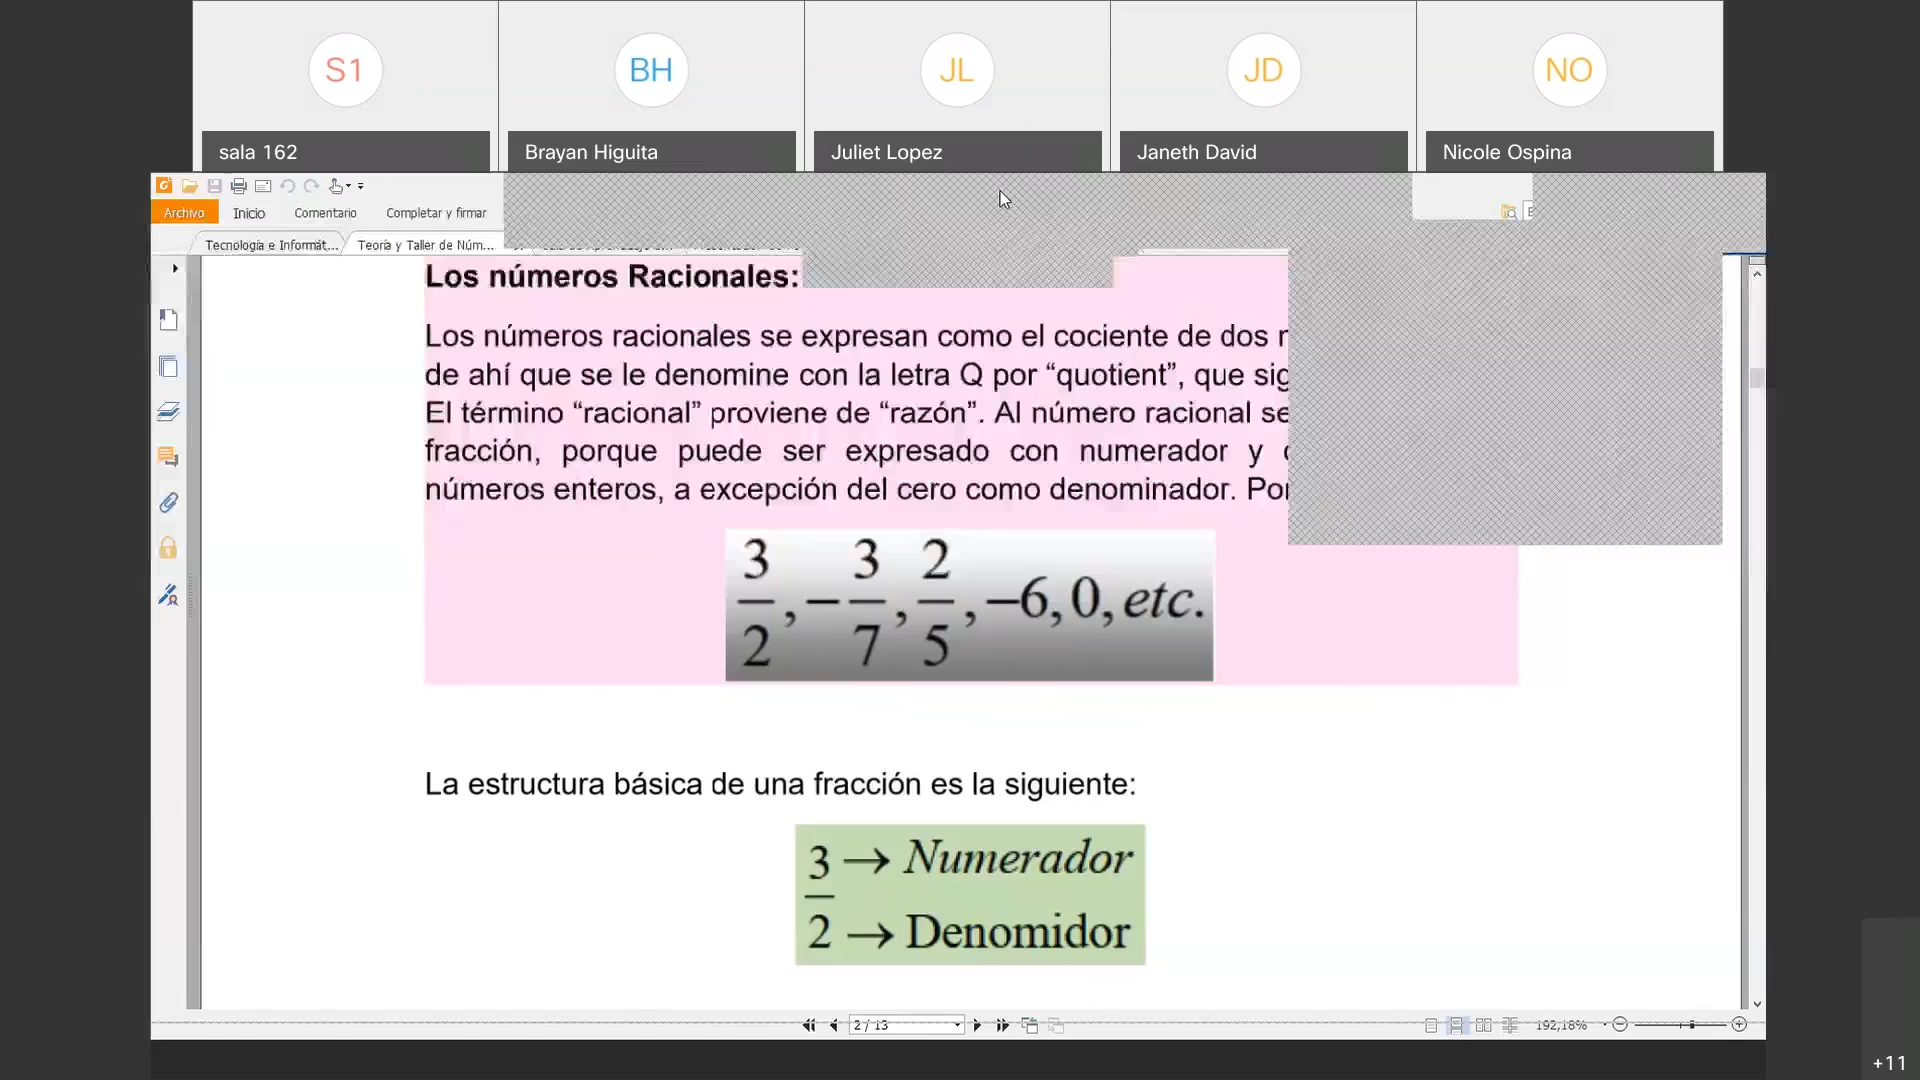 S1 BH JL JD NO
sala 162 Brayan Higuita Juliet Lopez Janeth David Nicole Ospina
Archivo Inicio Comentario Completar y firmar
Tecnología e Informát... Teoría y Taller de Núm...
Los números Racionales:
Los números racionales se expresan como el cociente de dos
de ahí que se le denomine con la letra Q por “quotient”, que sig
El término “racional” proviene de “razón”. Al número racional se
fracción, porque puede ser expresado con numerador y
números enteros, a excepción del cero como denominador. Por
3/2, -3/7, 2/5, -6, 0, etc.
La estructura básica de una fracción es la siguiente:
3 → Numerador
2 → Denomidor
2 / 13 192,18%
+11